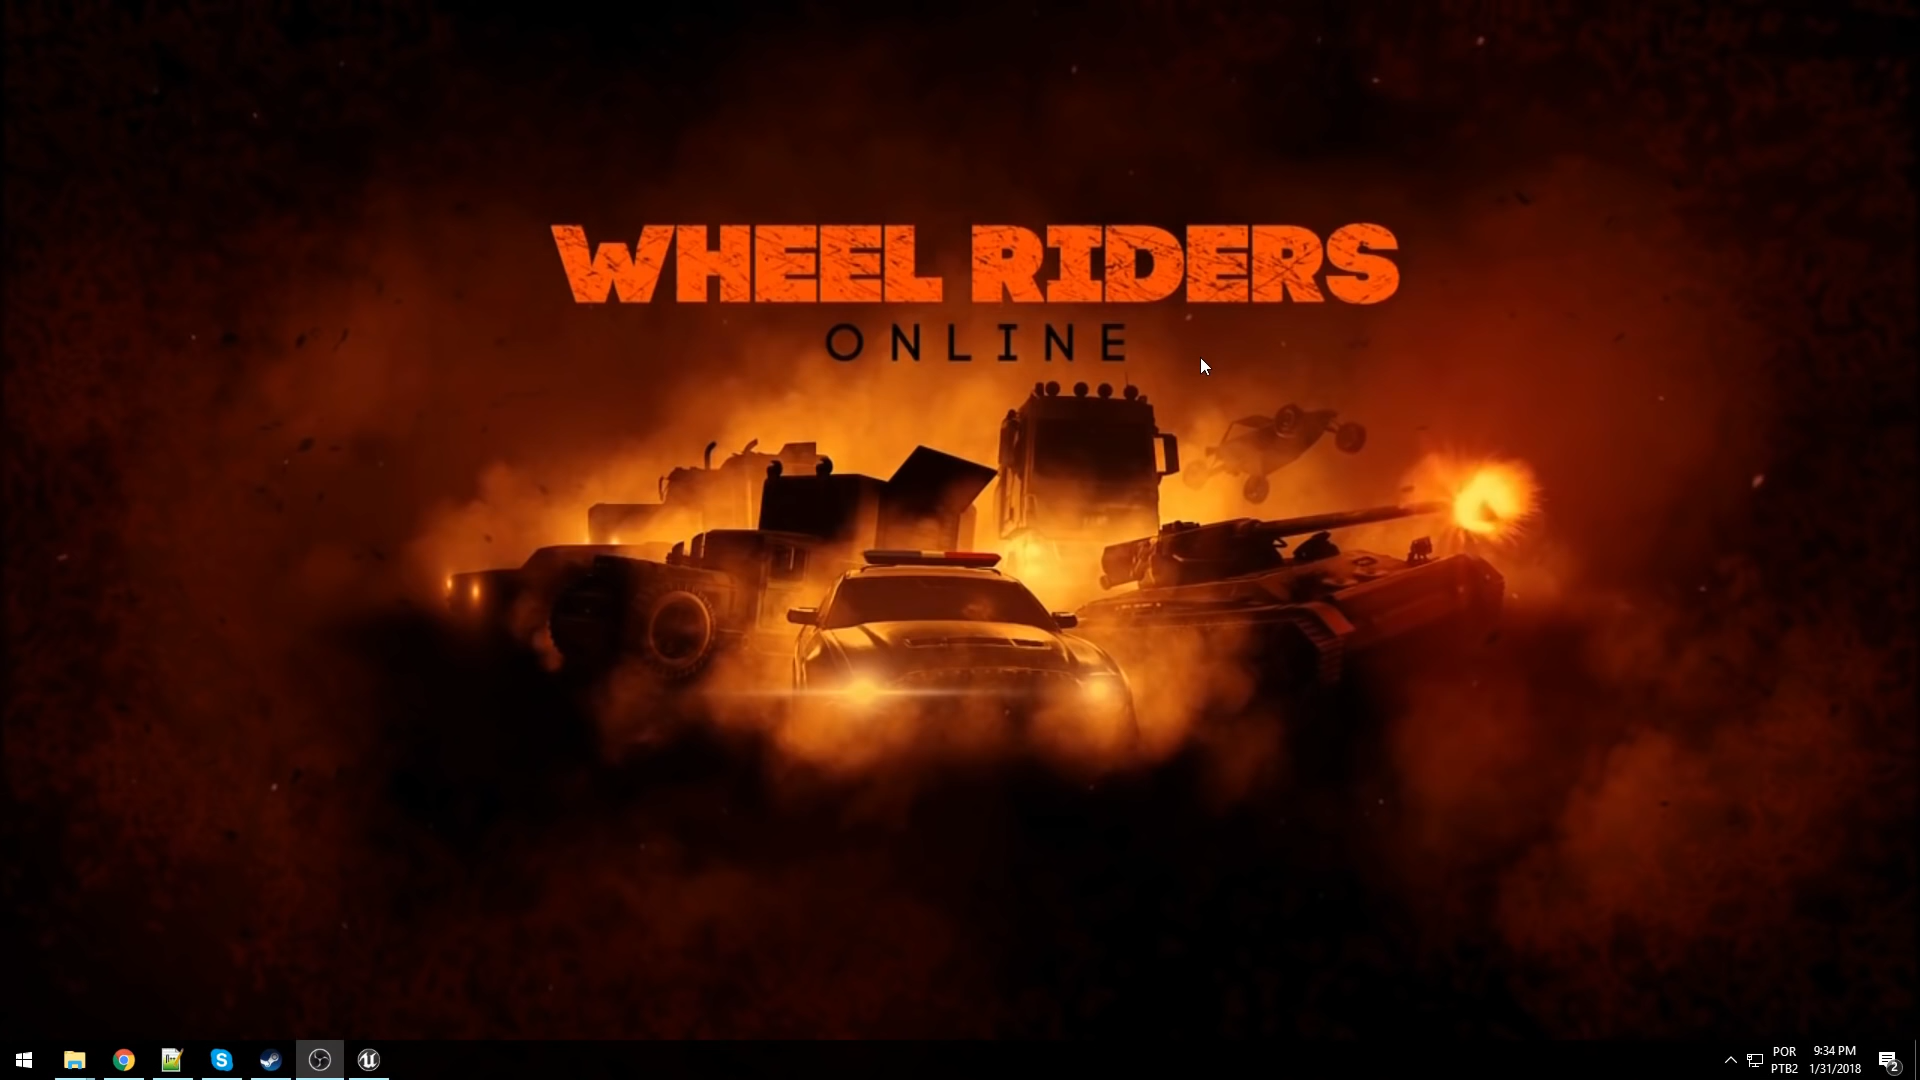 WHEEL RIDERS
ONLINE
POR
PTB2
9:34 PM
1/31/2018
2